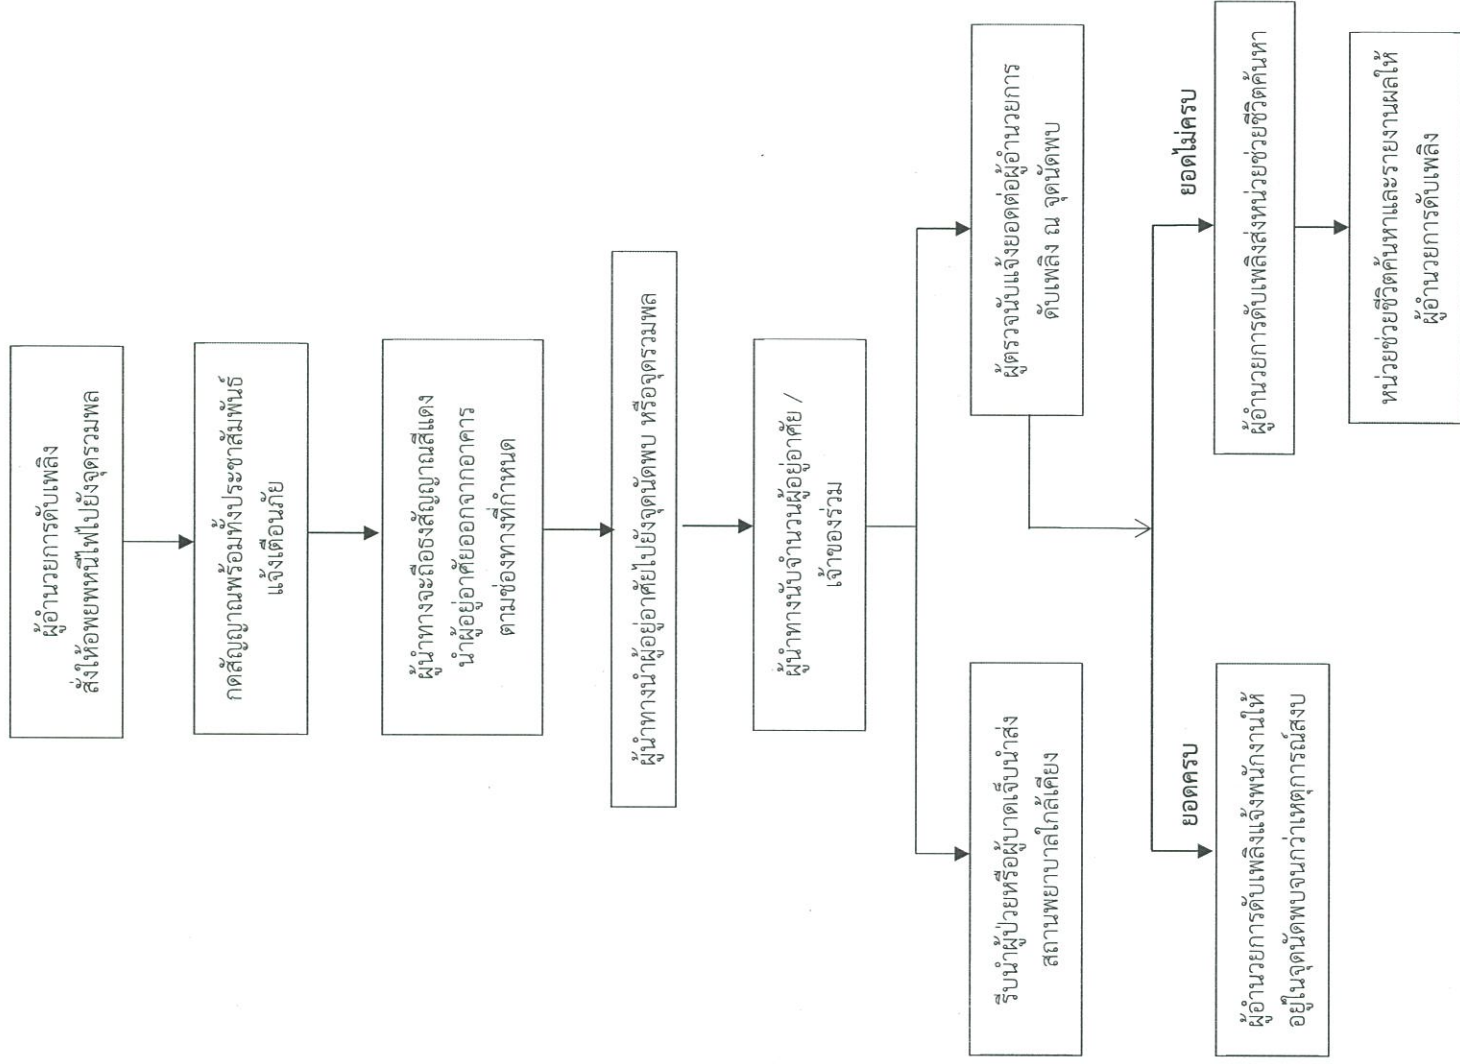 ผู้อำนวยการดับเพลิง
สั่งให้อพยพหนีไฟไปยังจุดรวมพล
กดสัญญาณพร้อมทั้งประชาสัมพันธ์
แจ้งเตือนภัย
ผู้นำทางจะถือธงสัญญาณสีแดง
นำผู้อยู่อาศัยออกจากอาคาร
ตามช่องทางที่กำหนด
ผู้นำทางนำผู้อยู่อาศัยไปยังจุดนัดพบ หรือจุดรวมพล
ผู้นำทางนับจำนวนผู้อยู่อาศัย /
เจ้าของร่วม
รีบนำผู้ป่วยหรือผู้บาดเจ็บนำส่ง
สถานพยาบาลใกล้เคียง
ผู้ตรวจนับแจ้งยอดต่อผู้อำนวยการ
ดับเพลิง ณ จุดนัดพบ
ยอดครบ
ยอดไม่ครบ
ผู้อำนวยการดับเพลิงแจ้งพนักงานให้
อยู่ในจุดนัดพบจนกว่าเหตุการณ์สงบ
ผู้อำนวยการดับเพลิงสั่งหน่วยช่วยชีวิตค้นหา
หน่วยช่วยชีวิตค้นหาและรายงานผลให้
ผู้อำนวยการดับเพลิง